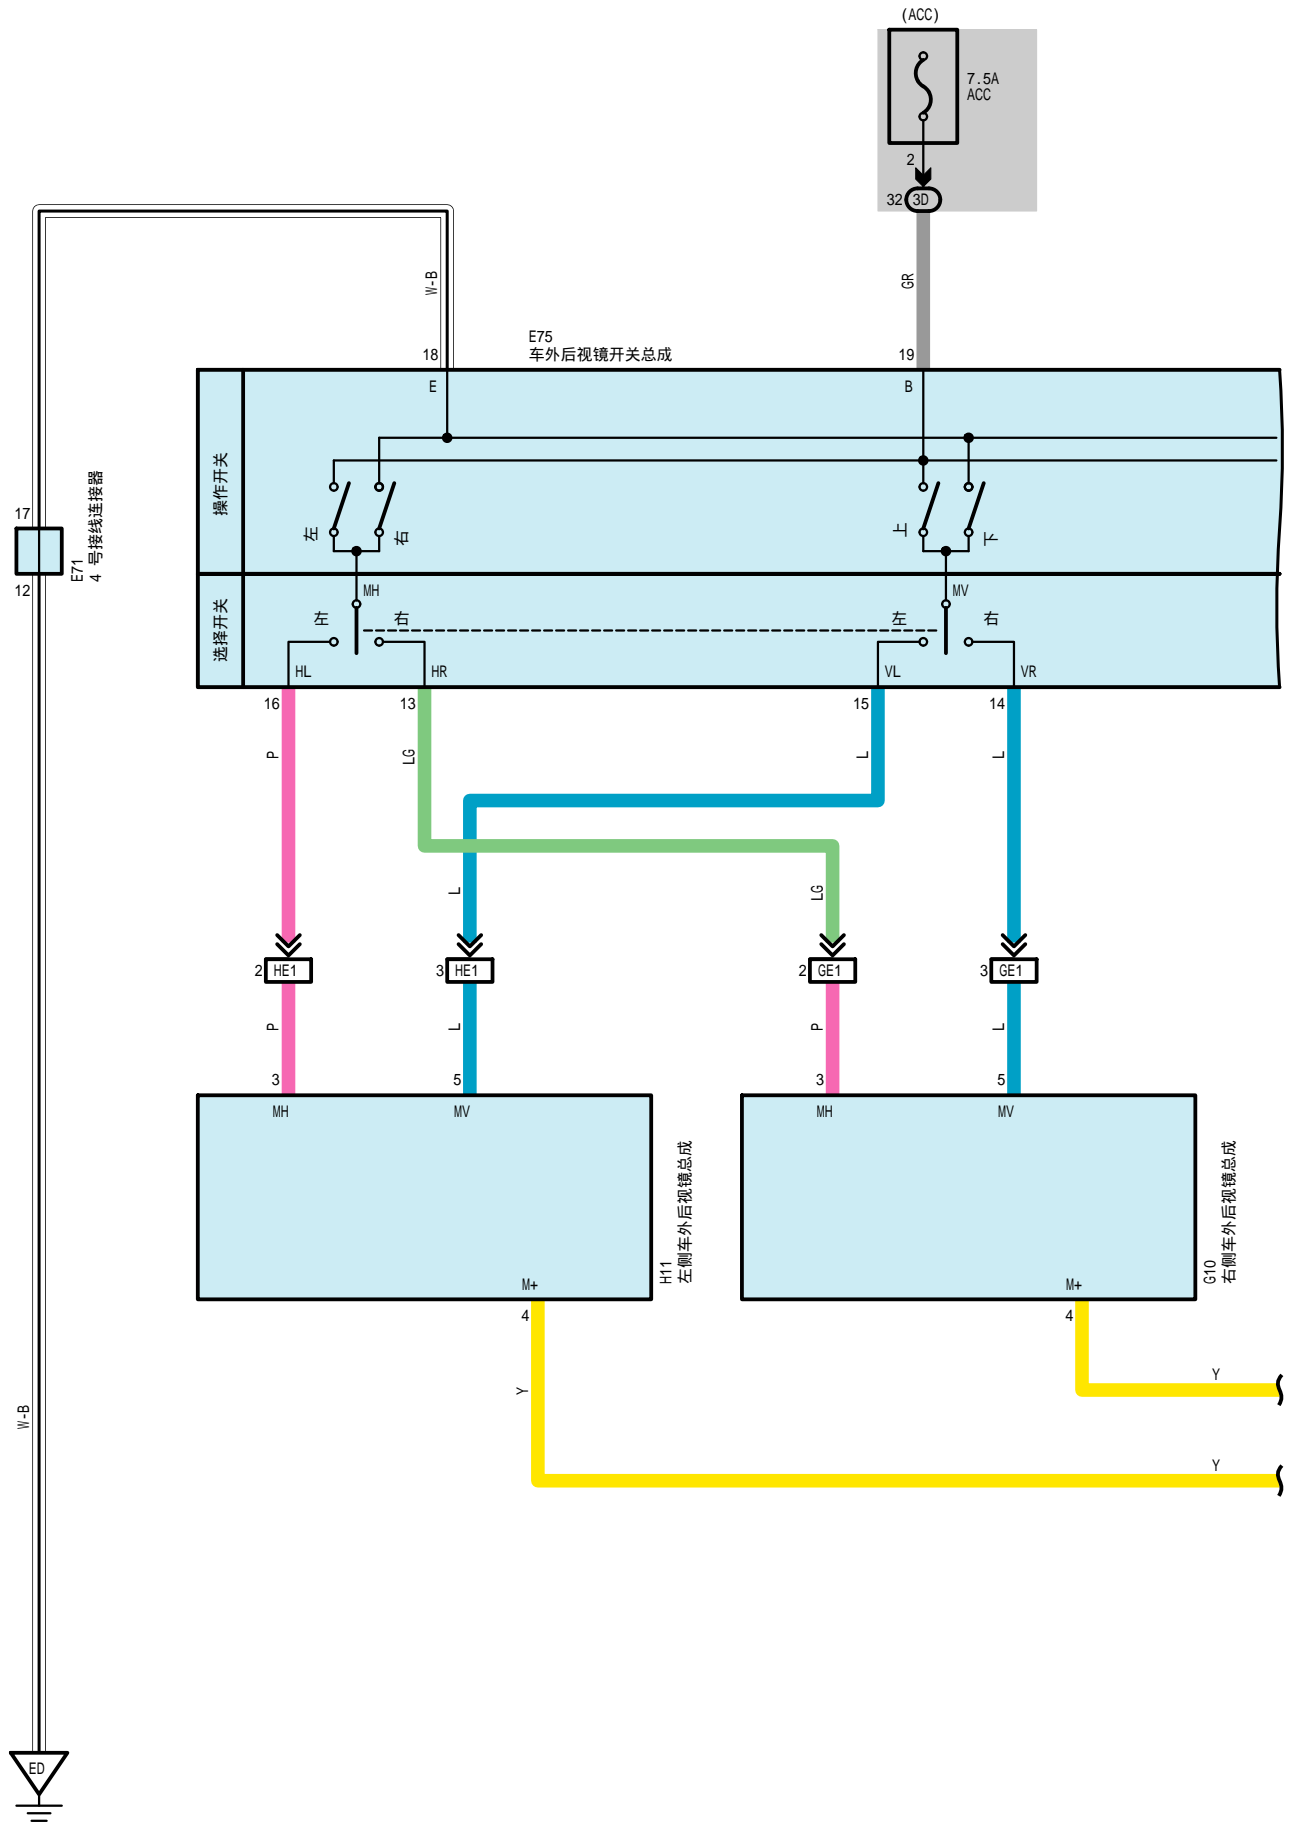 (ACC)
7.5A
ACC
2
32
3D
W-B
GR
E75
车外后视镜开关总成
18
19
E
B
操作开关
左
右
上
下
17
12
E71
4 号接线连接器
选择开关
MH
MV
左
右
左
右
HL
HR
VL
VR
16
13
15
14
P
LG
L
L
L
LG
2
HE1
3
HE1
2
GE1
3
GE1
P
L
P
L
3
5
3
5
MH
MV
MH
MV
H11
左侧车外后视镜总成
G10
右侧车外后视镜总成
M+
M+
4
4
Y
Y
Y
W-B
ED